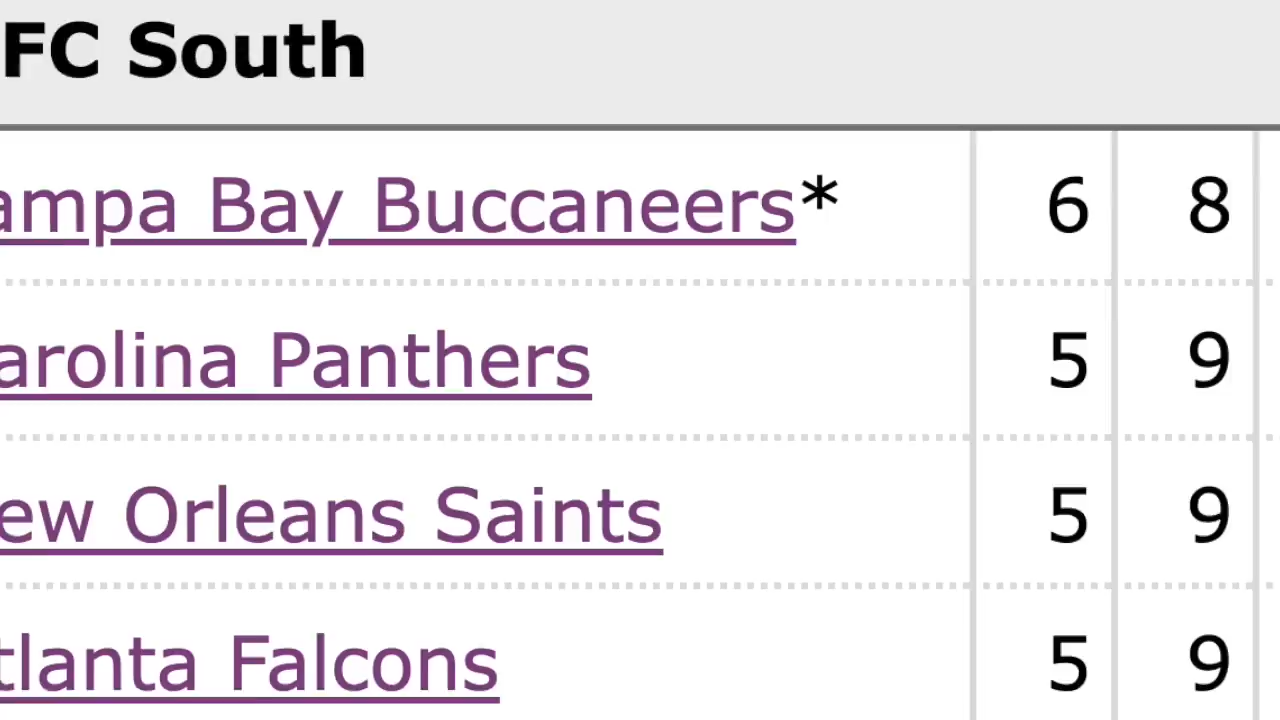 FC South
ampa Bay Buccaneers* 6 8
arolina Panthers 5 9
ew Orleans Saints 5 9
tlanta Falcons 5 9